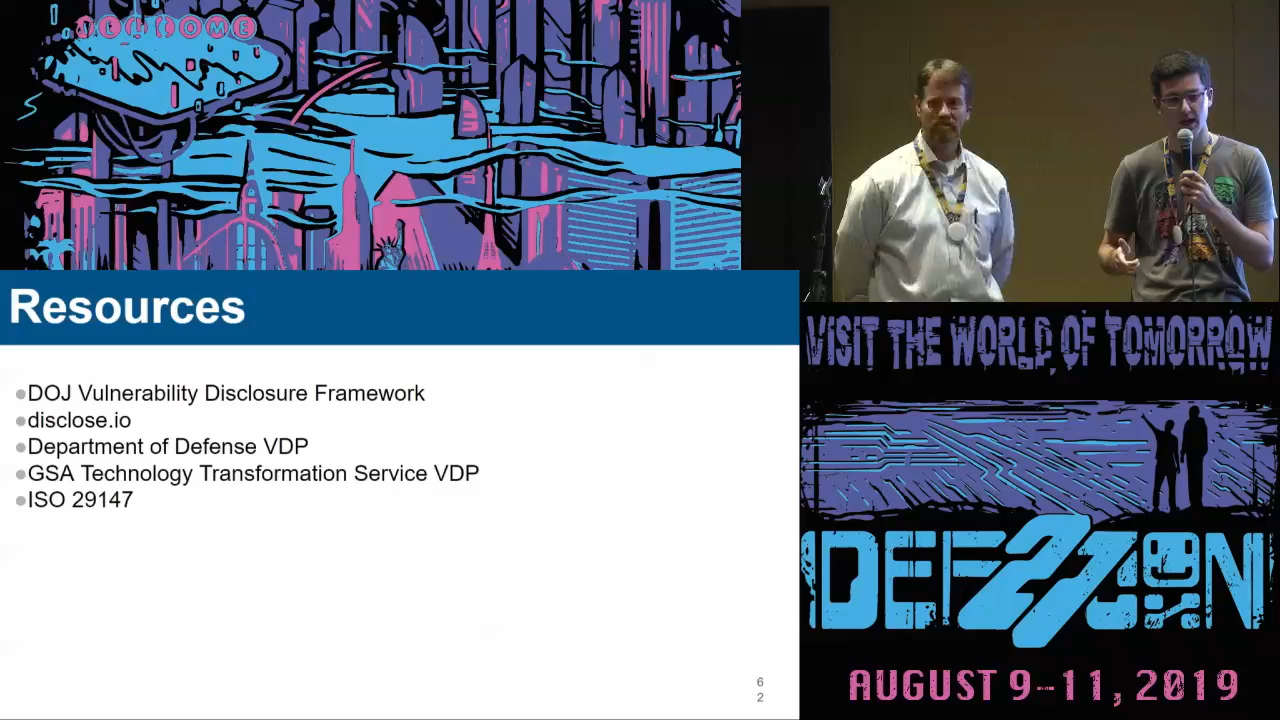 WELCOME
Resources
DOJ Vulnerability Disclosure Framework
disclose.io
Department of Defense VDP
GSA Technology Transformation Service VDP
ISO 29147
6
2
VISIT THE WORLD OF TOMORROW
DEF27CON
AUGUST 9-11, 2019